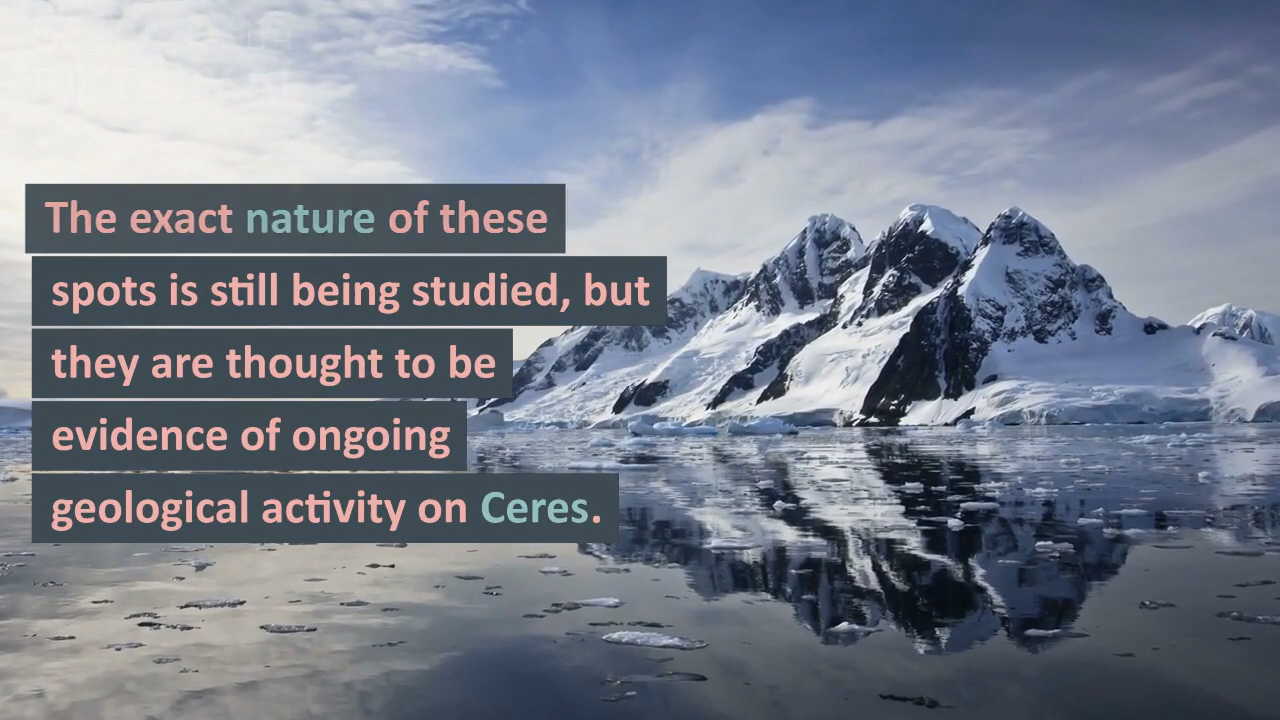 The exact nature of these
spots is still being studied, but
they are thought to be
evidence of ongoing
geological activity on Ceres.